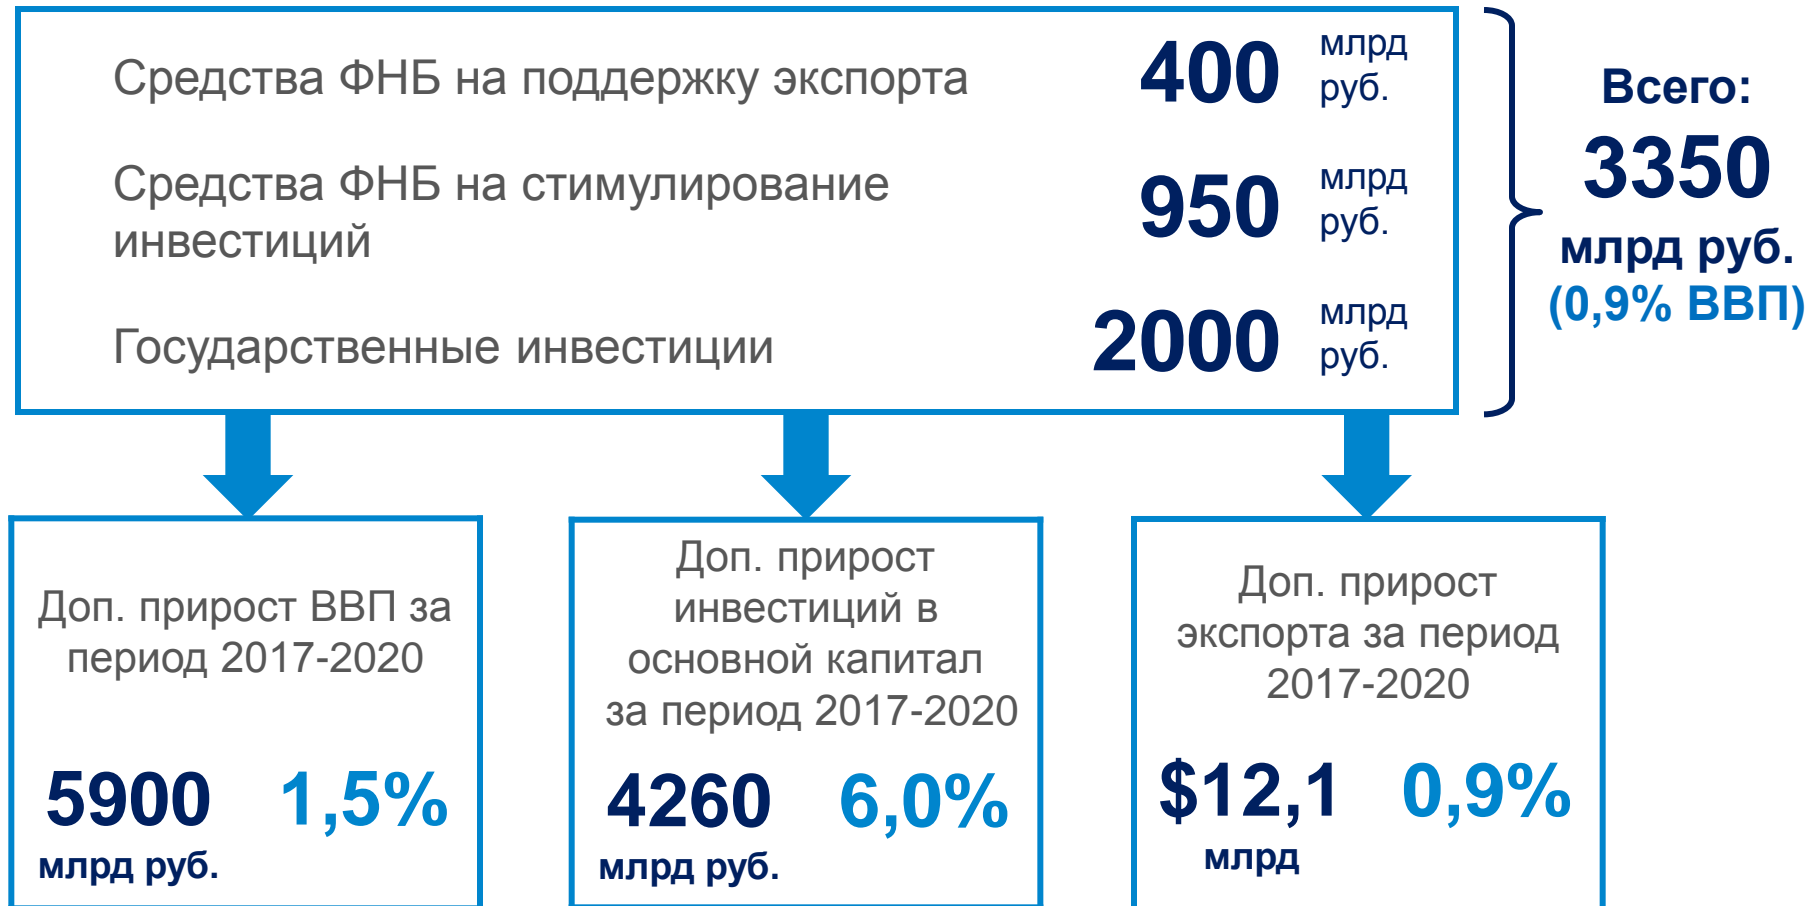 Средства ФНБ на поддержку экспорта 400 млрд руб.
Средства ФНБ на стимулирование
инвестиций 950 млрд руб.
Государственные инвестиции 2000 млрд руб.
Всего:
3350
млрд руб.
(0,9% ВВП)
Доп. прирост ВВП за
период 2017-2020
5900 1,5%
млрд руб.
Доп. прирост
инвестиций в
основной капитал
за период 2017-2020
4260 6,0%
млрд руб.
Доп. прирост
экспорта за период
2017-2020
$12,1 0,9%
млрд